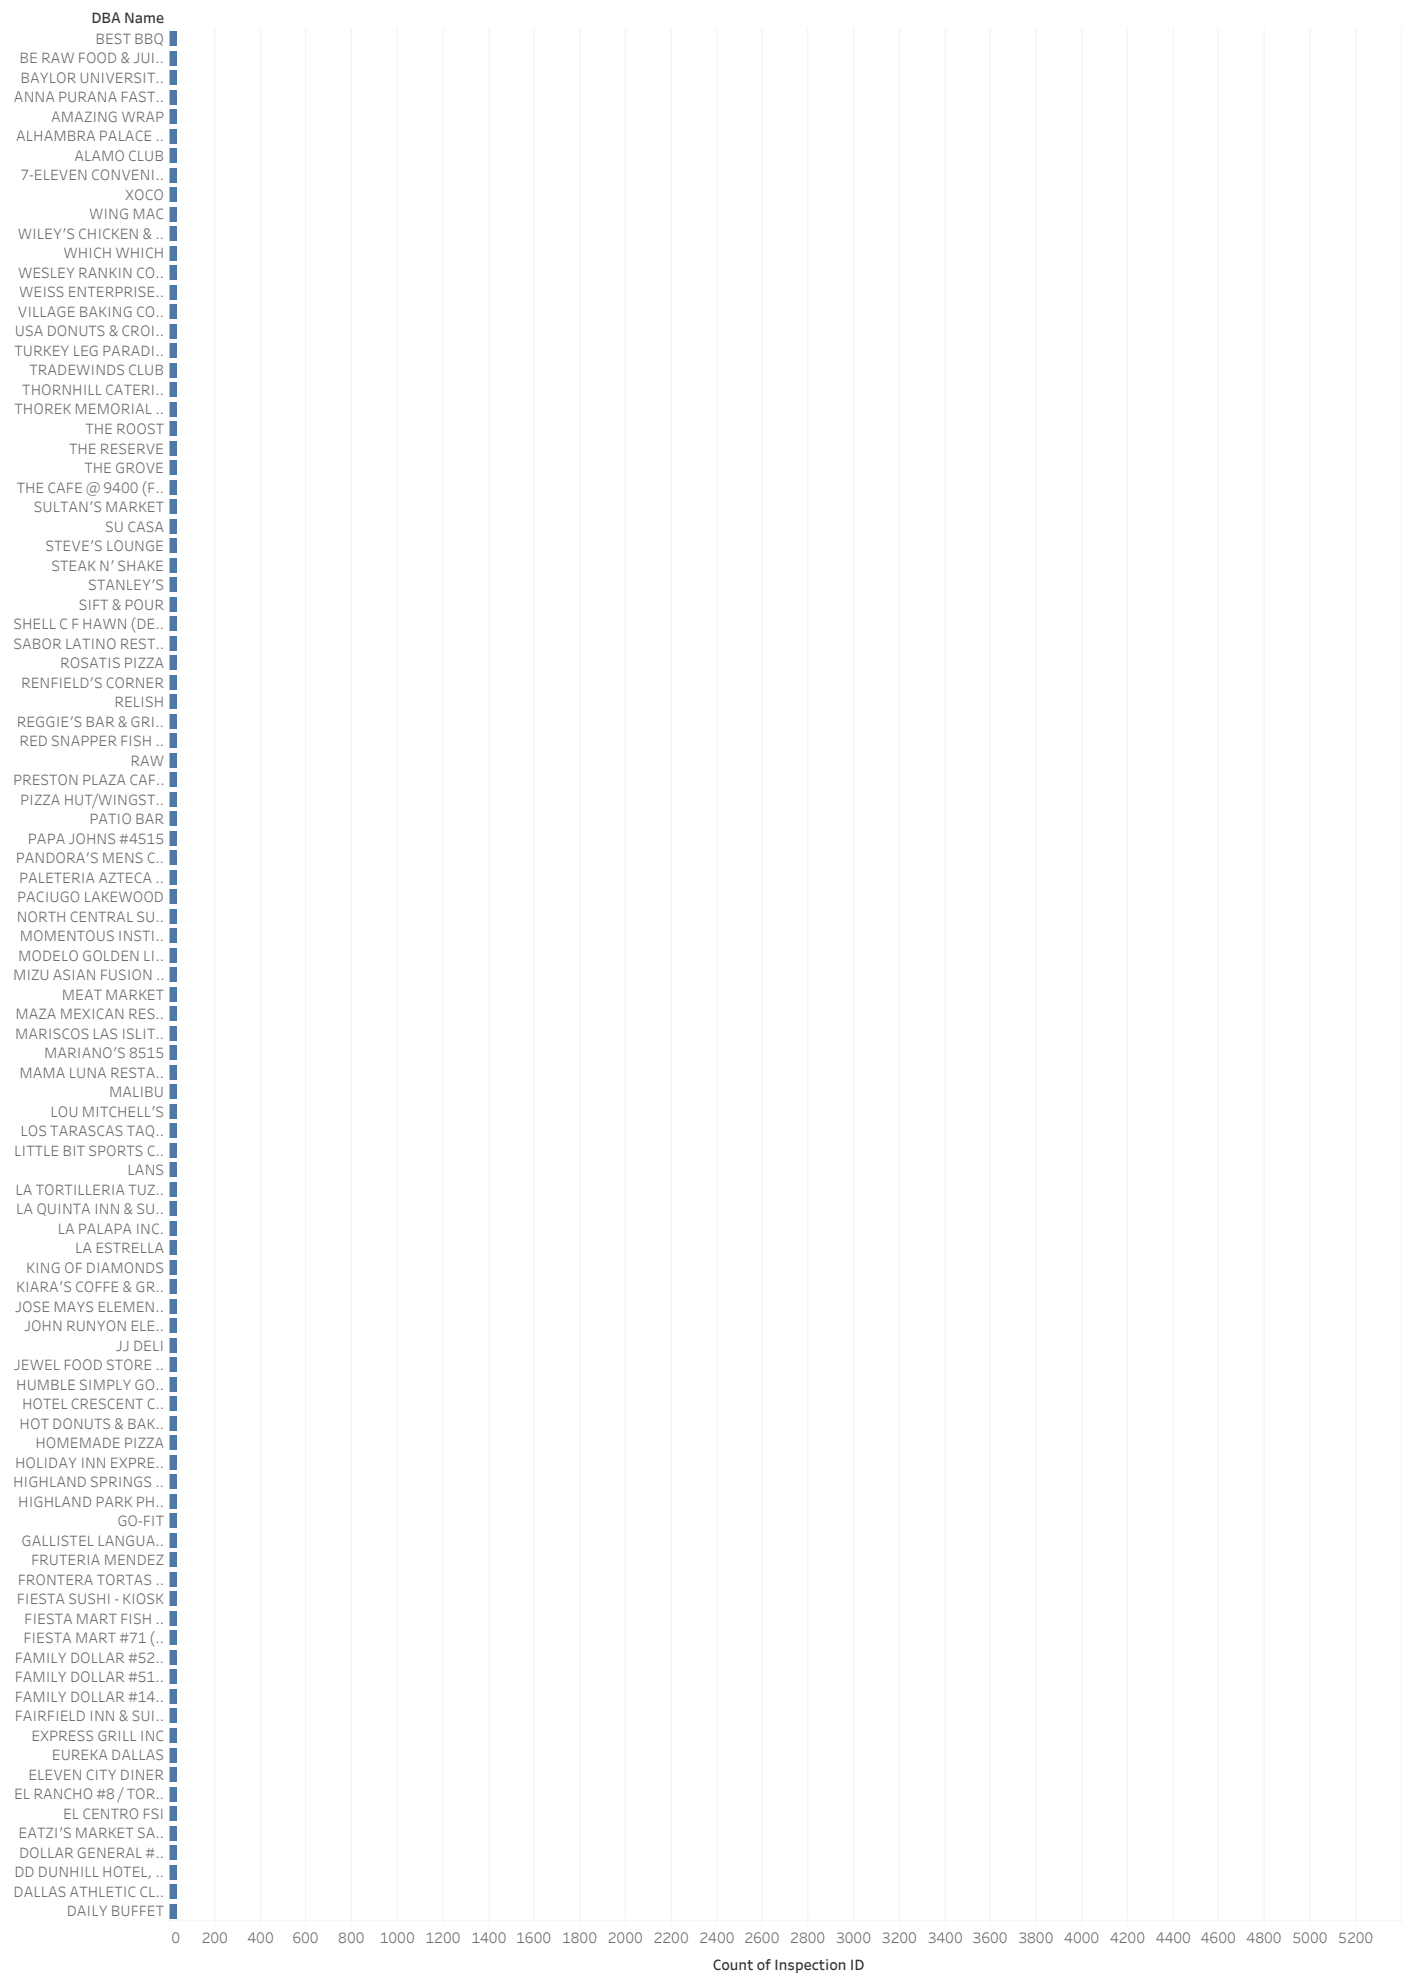 DBA Name
BEST BBQ
BE RAW FOOD & JUI..
BAYLOR UNIVERSIT..
ANNA PURANA FAST..
AMAZING WRAP
ALHAMBRA PALACE ..
ALAMO CLUB
7-ELEVEN CONVENI..
XOCO
WING MAC
WILEY'S CHICKEN & ..
WHICH WHICH
WESLEY RANKIN CO..
WEISS ENTERPRISE..
VILLAGE BAKING CO..
USA DONUTS & CROI..
TURKEY LEG PARADI..
TRADEWINDS CLUB
THORNHILL CATERI..
THOREK MEMORIAL ..
THE ROOST
THE RESERVE
THE GROVE
THE CAFE @ 9400 (F..
SULTAN'S MARKET
SU CASA
STEVE'S LOUNGE
STEAK N' SHAKE
STANLEY'S
SIFT & POUR
SHELL C F HAWN (DE..
SABOR LATINO REST..
ROSATIS PIZZA
RENFIELD'S CORNER
RELISH
REGGIE'S BAR & GRI..
RED SNAPPER FISH ..
RAW
PRESTON PLAZA CAF..
PIZZA HUT/WINGST..
PATIO BAR
PAPA JOHNS #4515
PANDORA'S MENS C..
PALETERIA AZTECA ..
PACIUGO LAKEWOOD
NORTH CENTRAL SU..
MOMENTOUS INSTI..
MODELO GOLDEN LI..
MIZU ASIAN FUSION ..
MEAT MARKET
MAZA MEXICAN RES..
MARISCOS LAS ISLIT..
MARIANO'S 8515
MAMA LUNA RESTA..
MALIBU
LOU MITCHELL'S
LOS TARASCAS TAQ..
LITTLE BIT SPORTS C..
LANS
LA TORTILLERIA TUZ..
LA QUINTA INN & SU..
LA PALAPA INC.
LA ESTRELLA
KING OF DIAMONDS
KIARA'S COFFE & GR..
JOSE MAYS ELEMEN..
JOHN RUNYON ELE..
JJ DELI
JEWEL FOOD STORE ..
HUMBLE SIMPLY GO..
HOTEL CRESCENT C..
HOT DONUTS & BAK..
HOMEMADE PIZZA
HOLIDAY INN EXPRE..
HIGHLAND SPRINGS ..
HIGHLAND PARK PH..
GO-FIT
GALLISTEL LANGUA..
FRUTERIA MENDEZ
FRONTERA TORTAS ..
FIESTA SUSHI - KIOSK
FIESTA MART FISH ..
FIESTA MART #71 (..
FAMILY DOLLAR #52..
FAMILY DOLLAR #51..
FAMILY DOLLAR #14..
FAIRFIELD INN & SUI..
EXPRESS GRILL INC
EUREKA DALLAS
ELEVEN CITY DINER
EL RANCHO #8 / TOR..
EL CENTRO FSI
EATZI'S MARKET SA..
DOLLAR GENERAL #..
DD DUNHILL HOTEL, ..
DALLAS ATHLETIC CL..
DAILY BUFFET
0 200 400 600 800 1000 1200 1400 1600 1800 2000 2200 2400 2600 2800 3000 3200 3400 3600 3800 4000 4200 4400 4600 4800 5000 5200
Count of Inspection ID